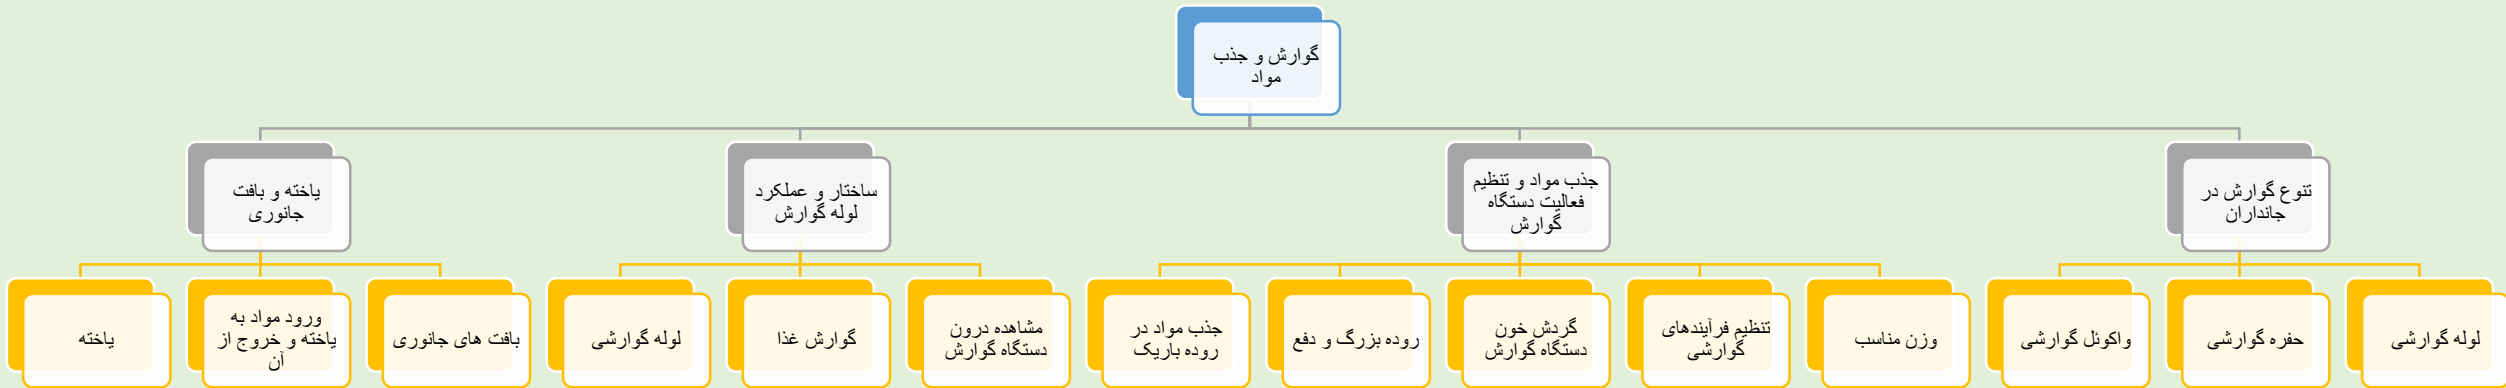 گوارش و جذب
مواد
یاخته و بافت
جانوری
ساختار و عملکرد
لوله گوارش
جذب مواد و تنظیم
فعالیت دستگاه
گوارش
تنوع گوارش در
جانداران
یاخته
ورود مواد به
یاخته و خروج از
آن
بافت های جانوری
لوله گوارشی
گوارش غذا
مشاهده درون
دستگاه گوارش
جذب مواد در
روده باریک
روده بزرگ و دفع
گردش خون
دستگاه گوارش
تنظیم فرآیندهای
گوارشی
وزن مناسب
واکوئل گوارشی
حفره گوارشی
لوله گوارشی